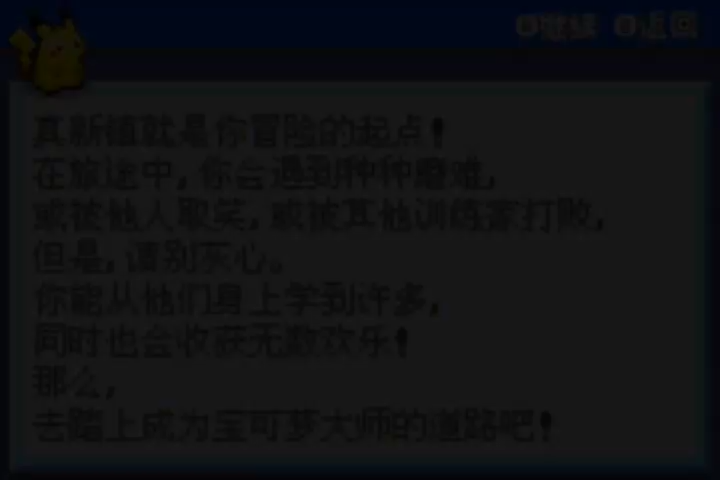 继续 返回
真新镇就是你冒险的起点！
在旅途中，你会遇到种种磨难，
或被他人取笑，或被其他训练家打败，
但是，请别灰心。
你能从他们身上学到许多，
同时也会收获无数欢乐！
那么，
去踏上成为宝可梦大师的道路吧！